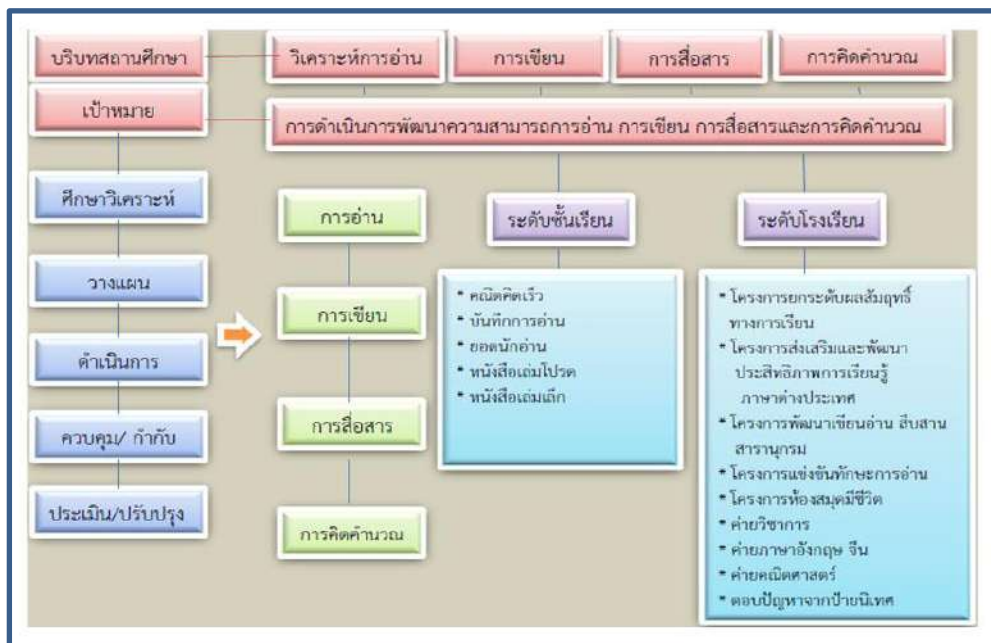 บริบทสถานศึกษา
วิเคราะห์การอ่าน
การเขียน
การสื่อสาร
การคิดคำนวณ
เป้าหมาย
การดำเนินการพัฒนาความสามารถการอ่าน การเขียน การสื่อสารและการคิดคำนวณ
ศึกษาวิเคราะห์
วางแผน
ดำเนินการ
ควบคุม/ กำกับ
ประเมิน/ปรับปรุง
การอ่าน
การเขียน
การสื่อสาร
การคิดคำนวณ
ระดับชั้นเรียน
* คณิตคิดเร็ว
* บันทึกการอ่าน
* ยอดนักอ่าน
* หนังสือเล่มโปรด
* หนังสือเล่มเล็ก
ระดับโรงเรียน
* โครงการยกระดับผลสัมฤทธิ์
ทางการเรียน
* โครงการส่งเสริมและพัฒนา
ประสิทธิภาพการเรียนรู้
ภาษาต่างประเทศ
* โครงการพัฒนาเขียนอ่าน สืบสาน
สารานุกรม
* โครงการแข่งขันทักษะการอ่าน
* โครงการห้องสมุดมีชีวิต
* ค่ายวิชาการ
* ค่ายภาษาอังกฤษ จีน
* ค่ายคณิตศาสตร์
* ตอบปัญหาจากป้ายนิเทศ